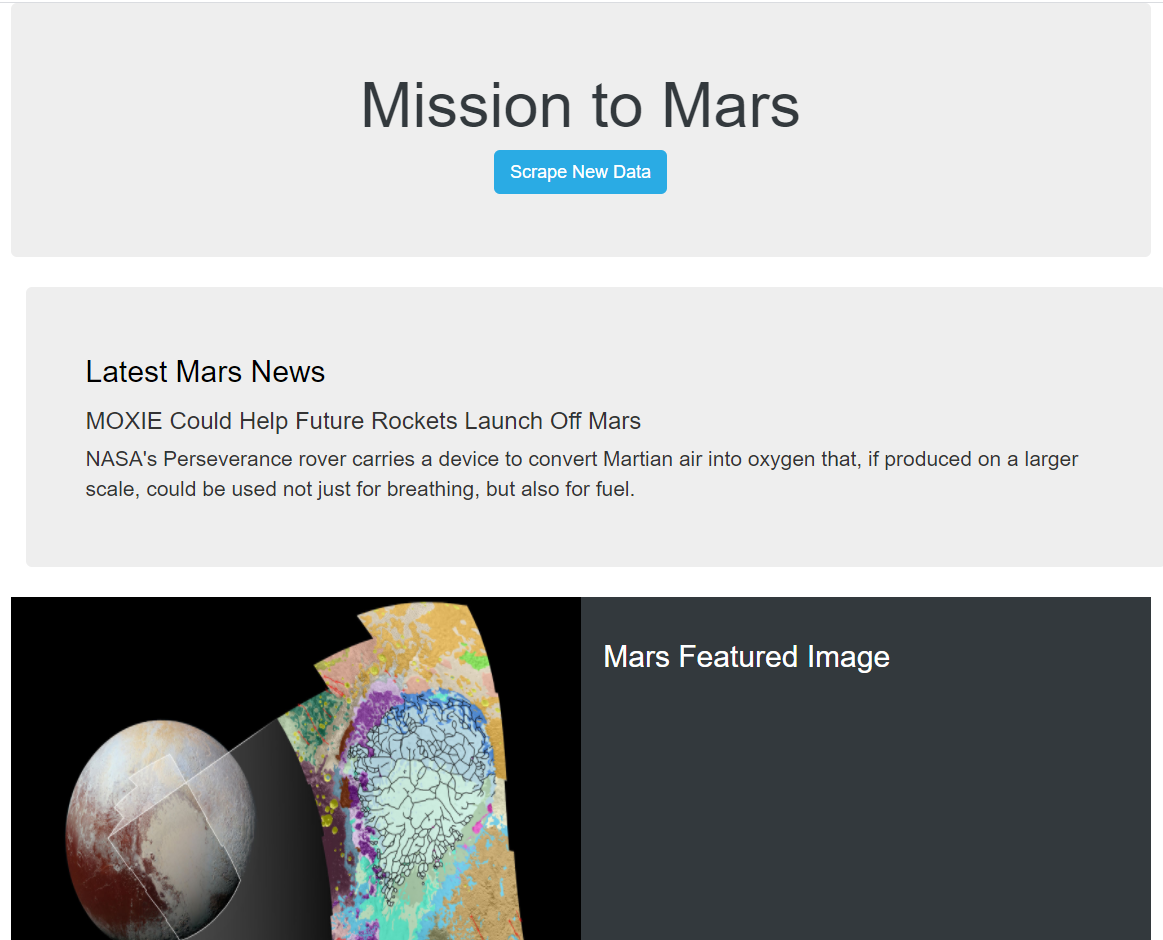 Mission to Mars
Scrape New Data
Latest Mars News
MOXIE Could Help Future Rockets Launch Off Mars
NASA's Perseverance rover carries a device to convert Martian air into oxygen that, if produced on a larger
scale, could be used not just for breathing, but also for fuel.
Mars Featured Image